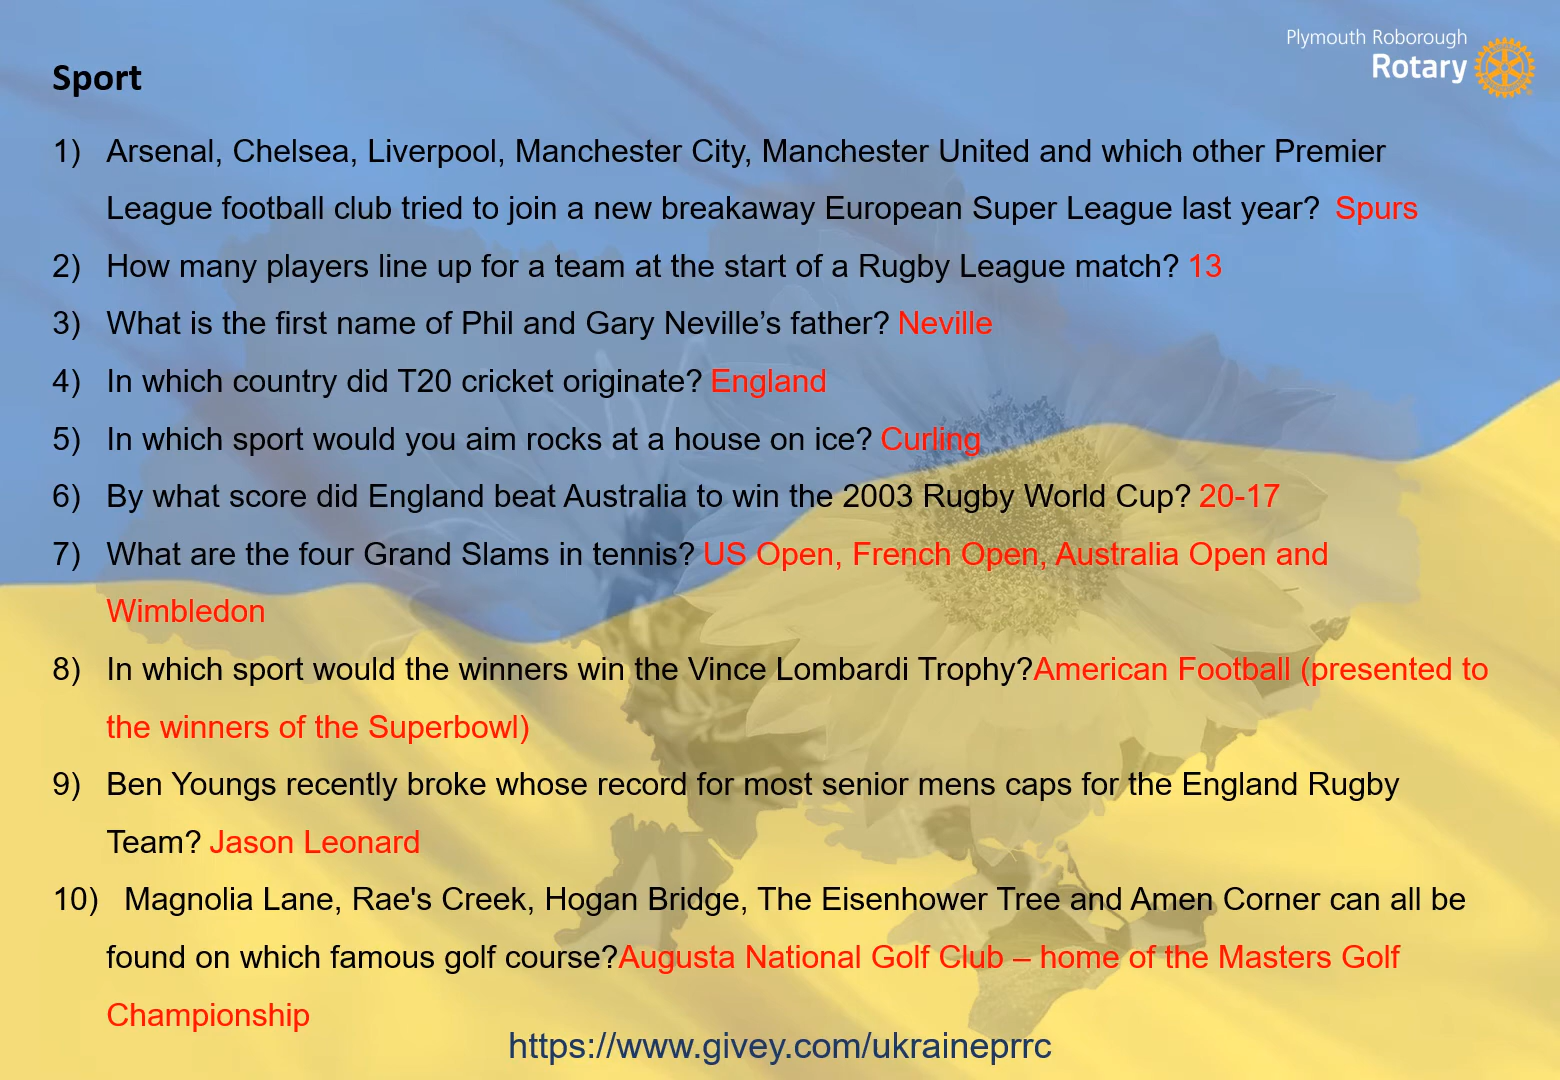 Plymouth Roborough
Rotary
Sport
1) Arsenal, Chelsea, Liverpool, Manchester City, Manchester United and which other Premier
League football club tried to join a new breakaway European Super League last year? Spurs
2) How many players line up for a team at the start of a Rugby League match? 13
3) What is the first name of Phil and Gary Neville’s father? Neville
4) In which country did T20 cricket originate? England
5) In which sport would you aim rocks at a house on ice? Curling
6) By what score did England beat Australia to win the 2003 Rugby World Cup? 20-17
7) What are the four Grand Slams in tennis? US Open, French Open, Australia Open and
Wimbledon
8) In which sport would the winners win the Vince Lombardi Trophy?American Football (presented to
the winners of the Superbowl)
9) Ben Youngs recently broke whose record for most senior mens caps for the England Rugby
Team? Jason Leonard
10) Magnolia Lane, Rae's Creek, Hogan Bridge, The Eisenhower Tree and Amen Corner can all be
found on which famous golf course?Augusta National Golf Club – home of the Masters Golf
Championship
https://www.givey.com/ukraineprrc